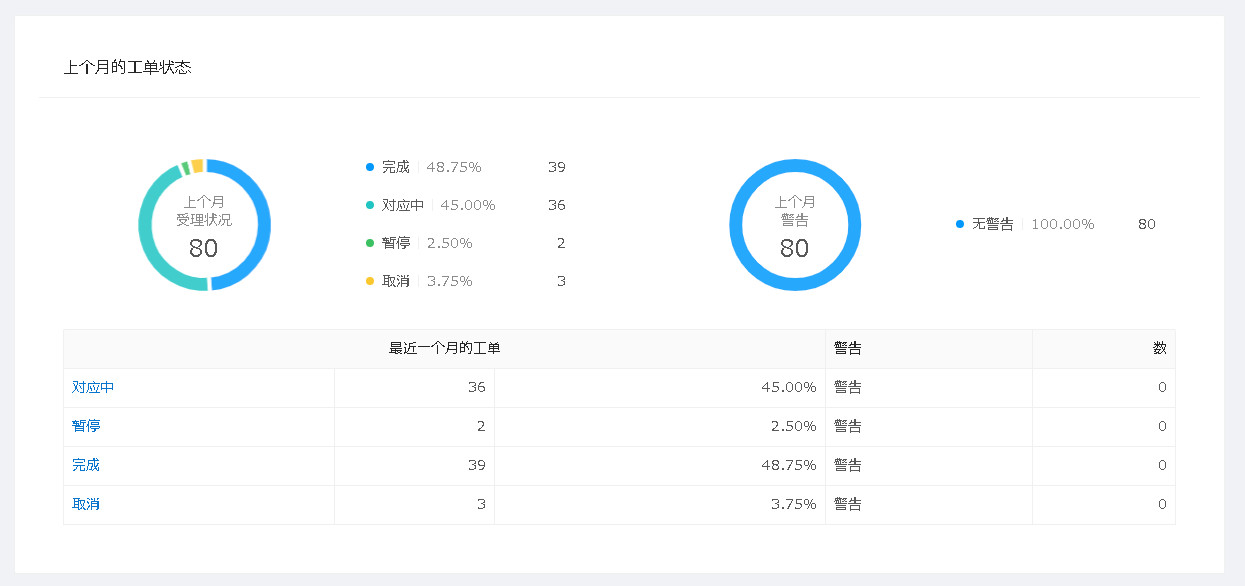 上个月的工单状态
上个月
受理状况
80
完成 48.75% 39
对应中 45.00% 36
暂停 2.50% 2
取消 3.75% 3
上个月
警告
80
无警告 100.00% 80
最近一个月的工单 警告 数
对应中 36 45.00% 警告 0
暂停 2 2.50% 警告 0
完成 39 48.75% 警告 0
取消 3 3.75% 警告 0